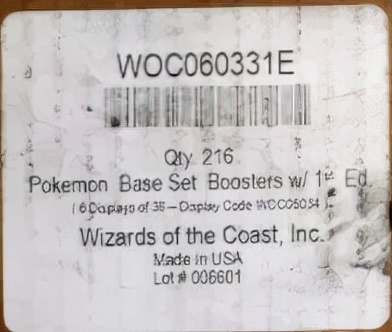 WOC060331E
Qty 216
Pokemon Base Set Boosters w/ 1st Ed.
(6 Displays of 36 – Display Code
Wizards of the Coast, Inc.
Made in USA
Lot # 006601